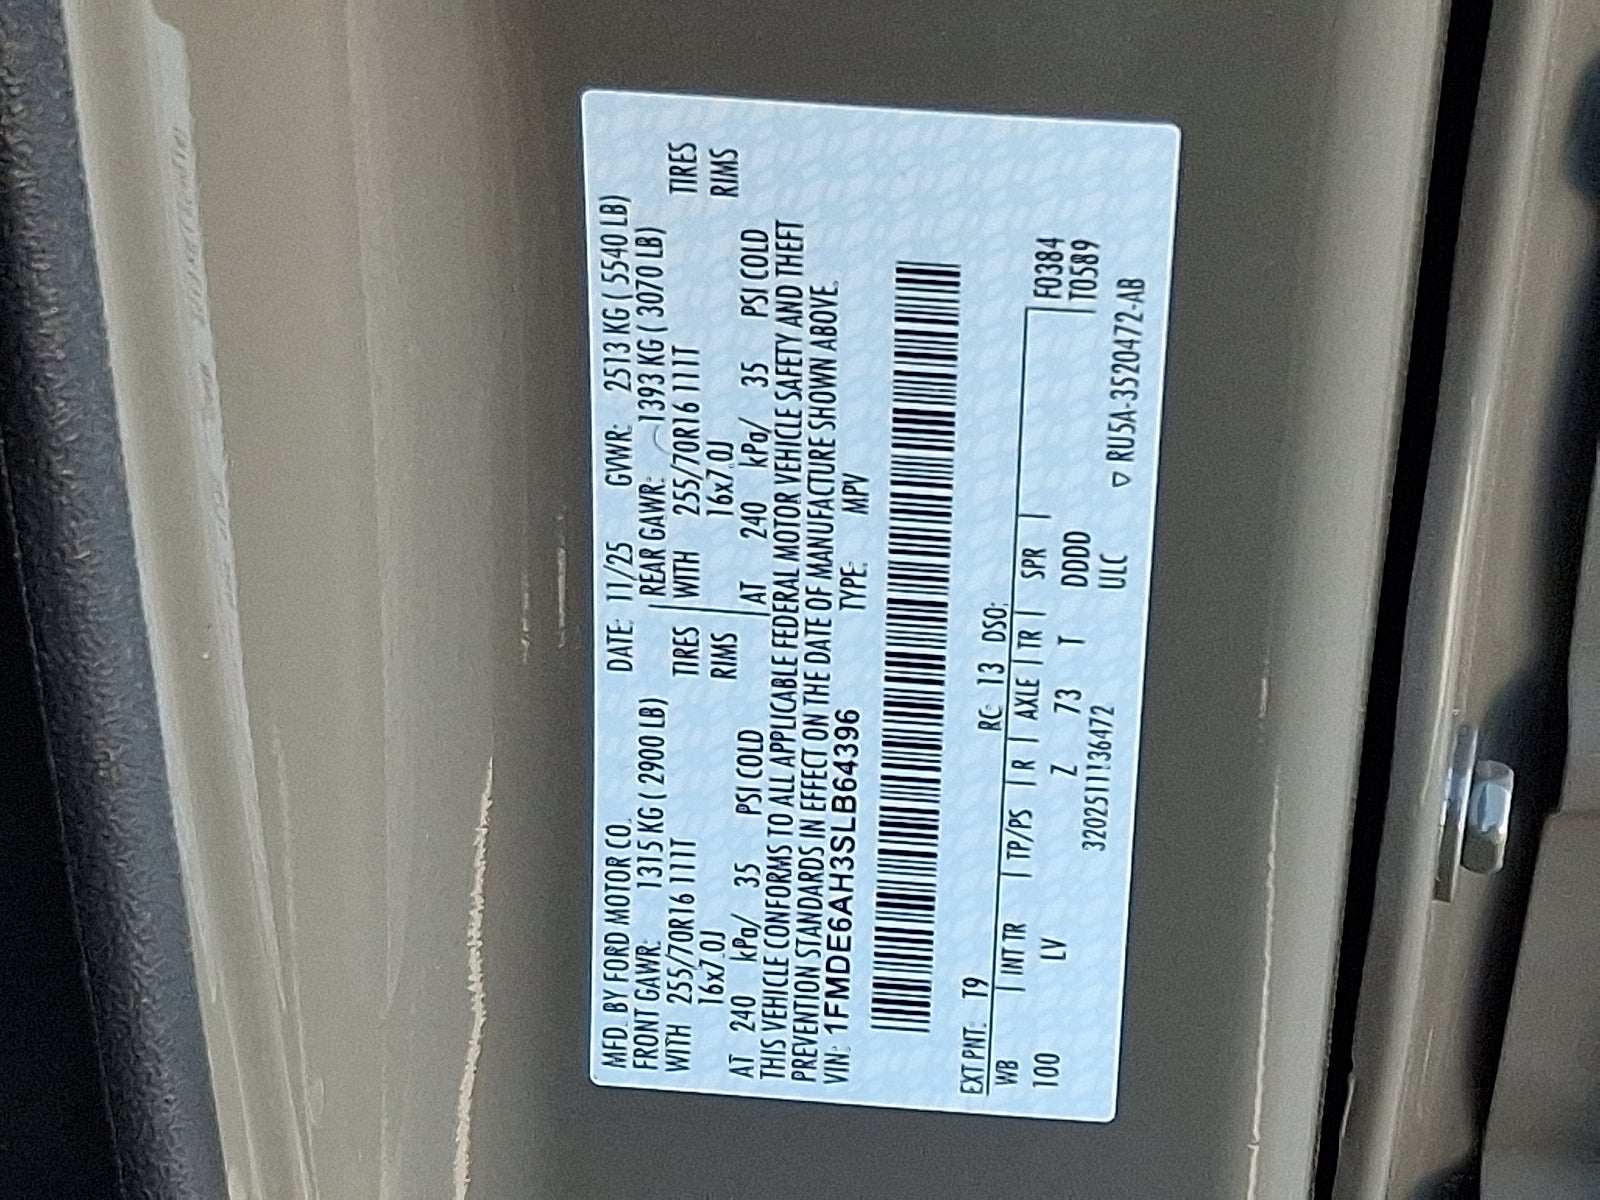 MFD. BY FORD MOTOR CO. DATE: 11/25 GVWR: 2513 KG ( 5540 LB)
FRONT GAWR: 1315 KG ( 2900 LB) REAR GAWR: 1393 KG ( 3070 LB)
WITH 255/70R16 111T TIRES WITH 255/70R16 111T TIRES
16x7.0J RIMS 16x7.0J RIMS
AT 240 kPa/ 35 PSI COLD AT 240 kPa/ 35 PSI COLD
THIS VEHICLE CONFORMS TO ALL APPLICABLE FEDERAL MOTOR VEHICLE SAFETY AND THEFT
PREVENTION STANDARDS IN EFFECT ON THE DATE OF MANUFACTURE SHOWN ABOVE.
VIN: 1FMDE6AH3SLB64396 TYPE: MPV
EXT PNT: T9 RC: 13 DSO:
WB INT TR TP/PS R AXLE TR SPR F0384
100 LV Z 73 T DDDD T0589
3202511136472 ULC ▽ RU5A-3520472-AB